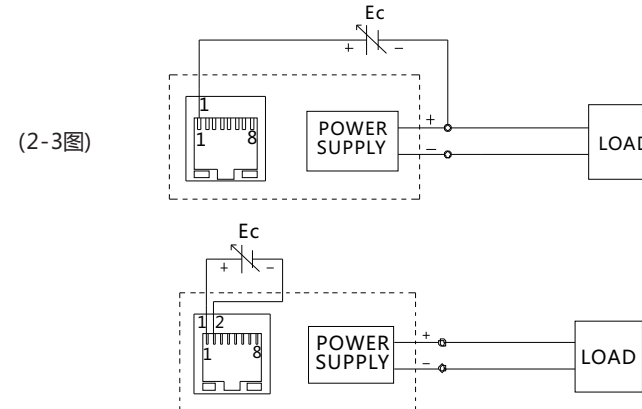 Ec
+ -
1
1 8
(2-3图)
POWER
SUPPLY
+
-
LOAD
Ec
+ -
1 2
1 8
POWER
SUPPLY
+
-
LOAD